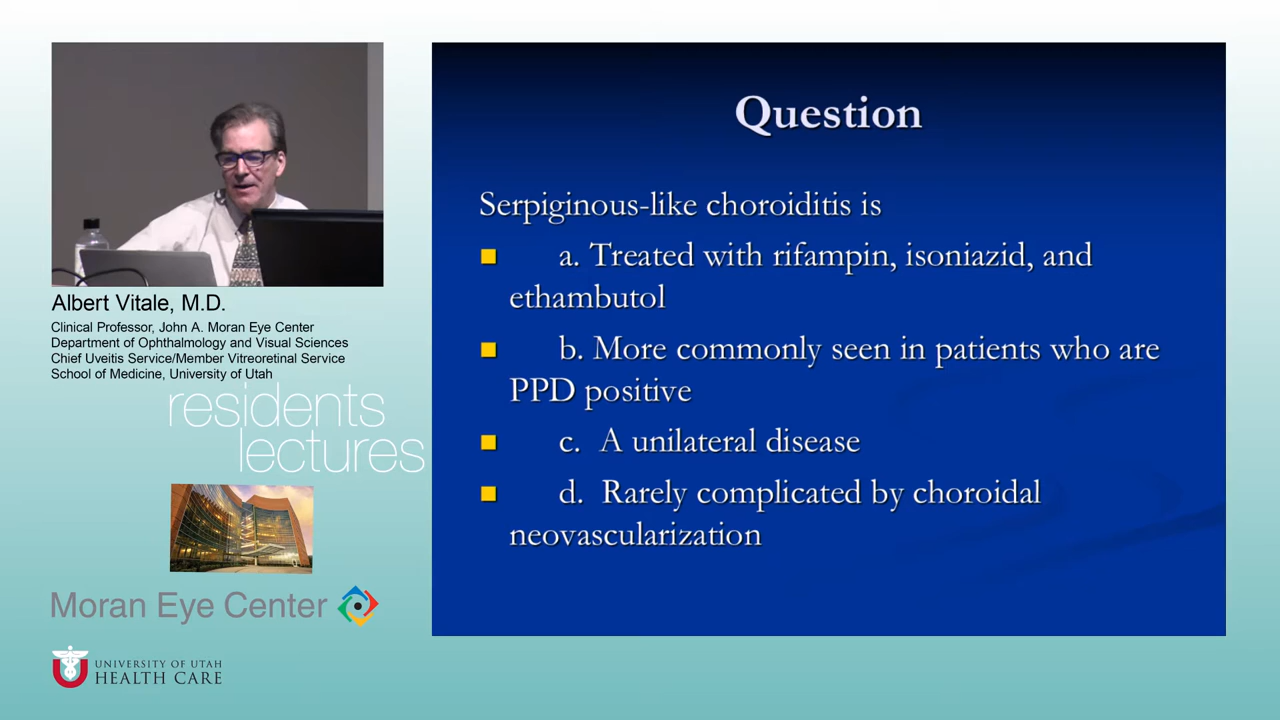 Albert Vitale, M.D.
Clinical Professor, John A. Moran Eye Center
Department of Ophthalmology and Visual Sciences
Chief Uveitis Service/Member Vitreoretinal Service
School of Medicine, University of Utah
residents
lectures
Moran Eye Center
UNIVERSITY OF UTAH
HEALTH CARE
Question
Serpiginous-like choroiditis is
a. Treated with rifampin, isoniazid, and
ethambutol
b. More commonly seen in patients who are
PPD positive
c. A unilateral disease
d. Rarely complicated by choroidal
neovascularization